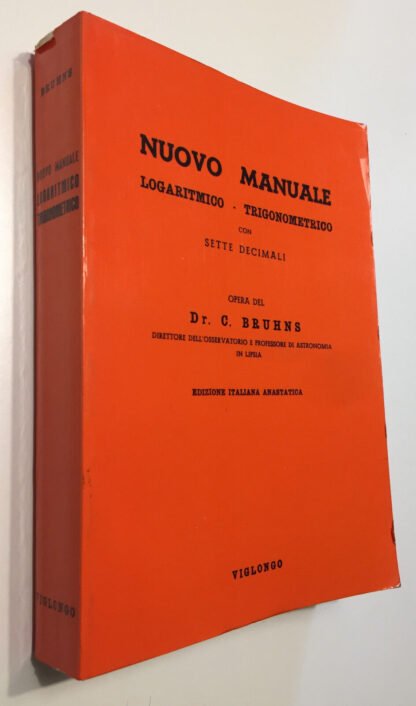 BRUHNS
NUOVO MANUALE
LOGARITMICO
TRIGONOMETRICO
VIGLONGO
NUOVO MANUALE
LOGARITMICO - TRIGONOMETRICO
CON
SETTE DECIMALI
OPERA DEL
Dr. C. BRUHNS
DIRETTORE DELL'OSSERVATORIO E PROFESSORE DI ASTRONOMIA
IN LIPSIA
EDIZIONE ITALIANA ANASTATICA
VIGLONGO